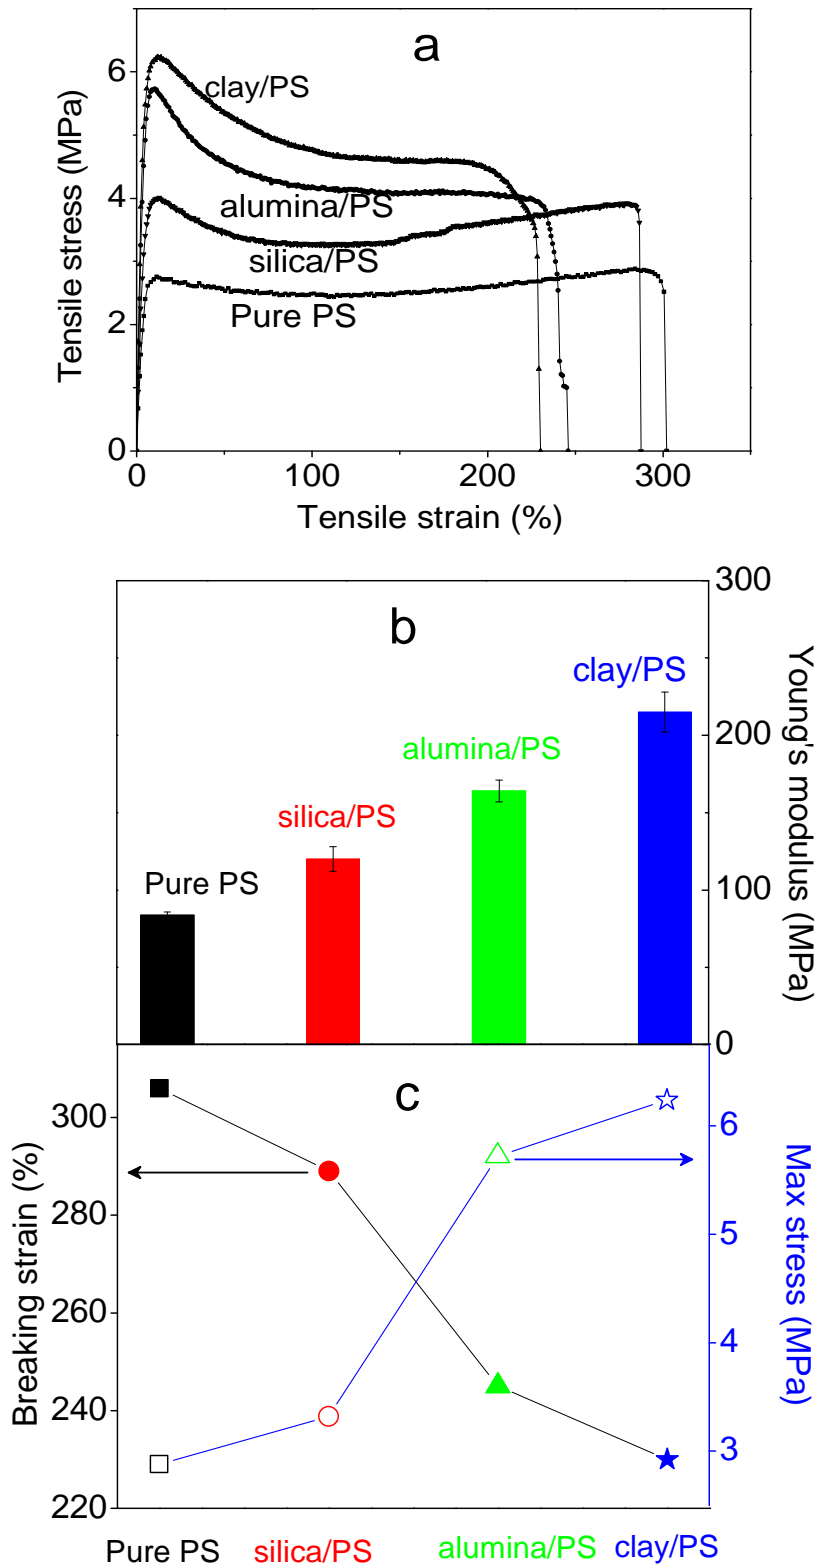 a
6
4
2
0
Tensile stress (MPa)
clay/PS
alumina/PS
silica/PS
Pure PS
0 100 200 300
Tensile strain (%)
b
300
200
100
0
Young's modulus (MPa)
clay/PS
alumina/PS
silica/PS
Pure PS
c
300
280
260
240
220
Breaking strain (%)
6
5
4
3
Max stress (MPa)
Pure PS silica/PS alumina/PS clay/PS